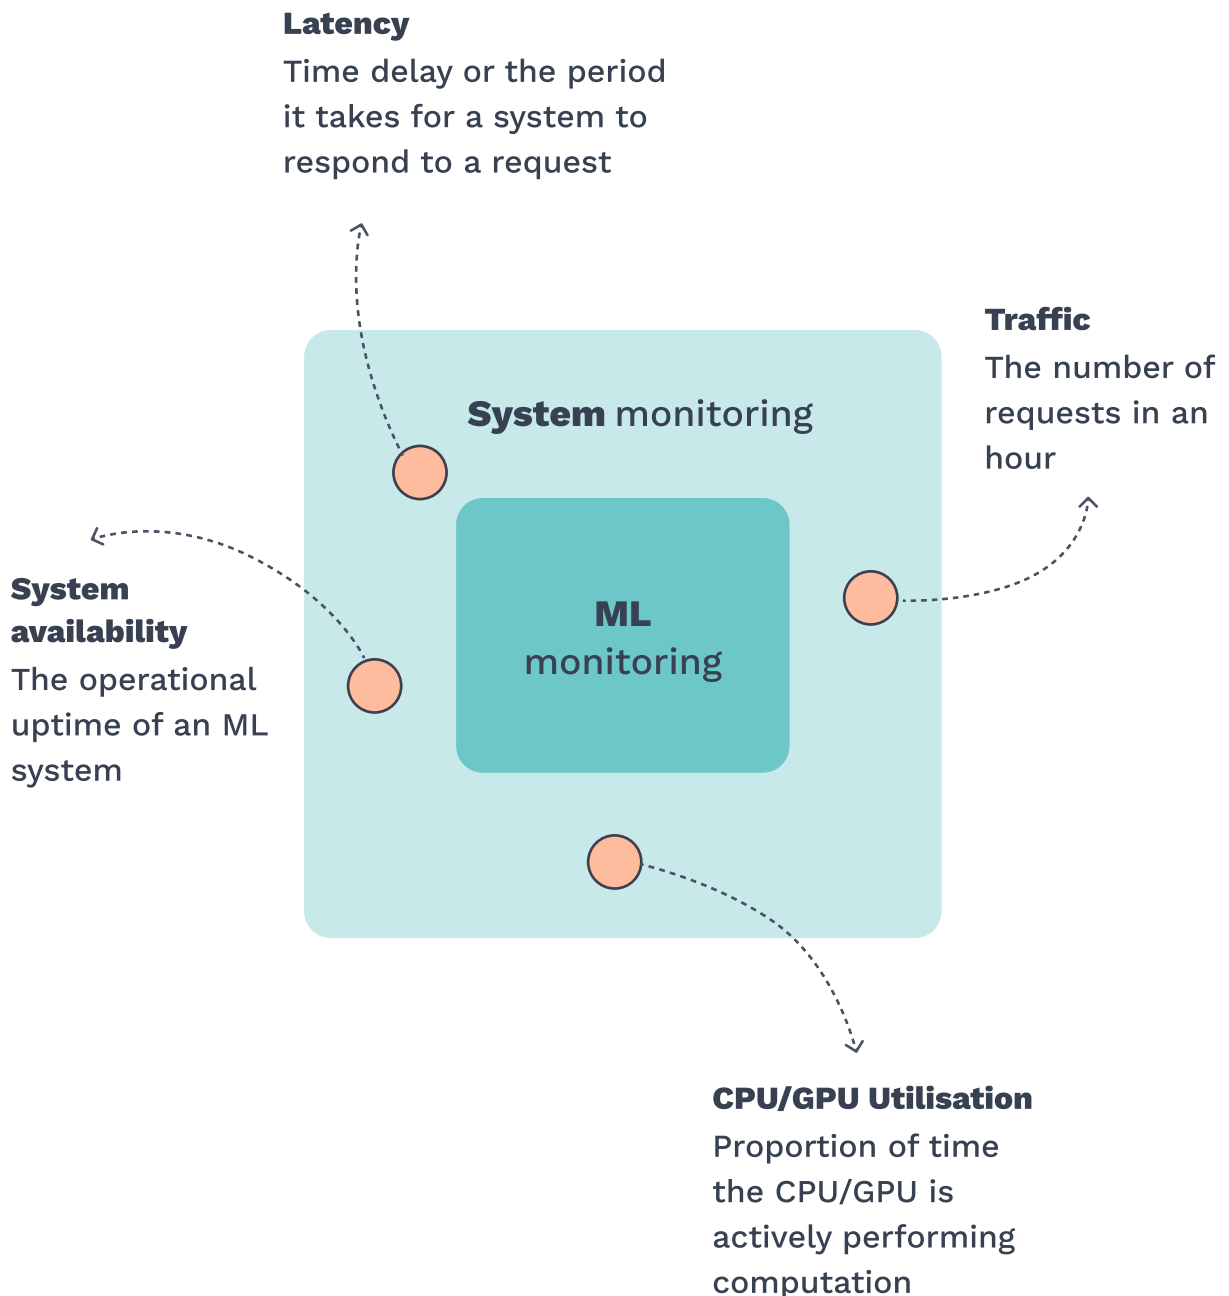 Latency
Time delay or the period
it takes for a system to
respond to a request
Traffic
The number of
requests in an
hour
System monitoring
ML
monitoring
System
availability
The operational
uptime of an ML
system
CPU/GPU Utilisation
Proportion of time
the CPU/GPU is
actively performing
computation